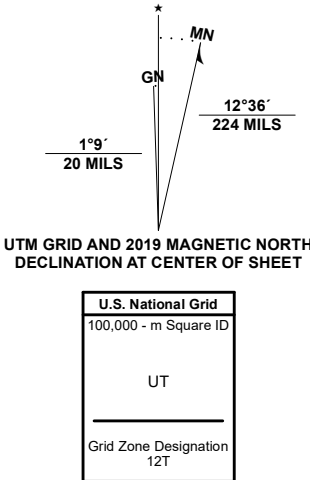 ★
MN
GN
12°36´
224 MILS
1°9´
20 MILS
UTM GRID AND 2019 MAGNETIC NORTH
DECLINATION AT CENTER OF SHEET
U.S. National Grid
100,000 - m Square ID
UT
Grid Zone Designation
12T